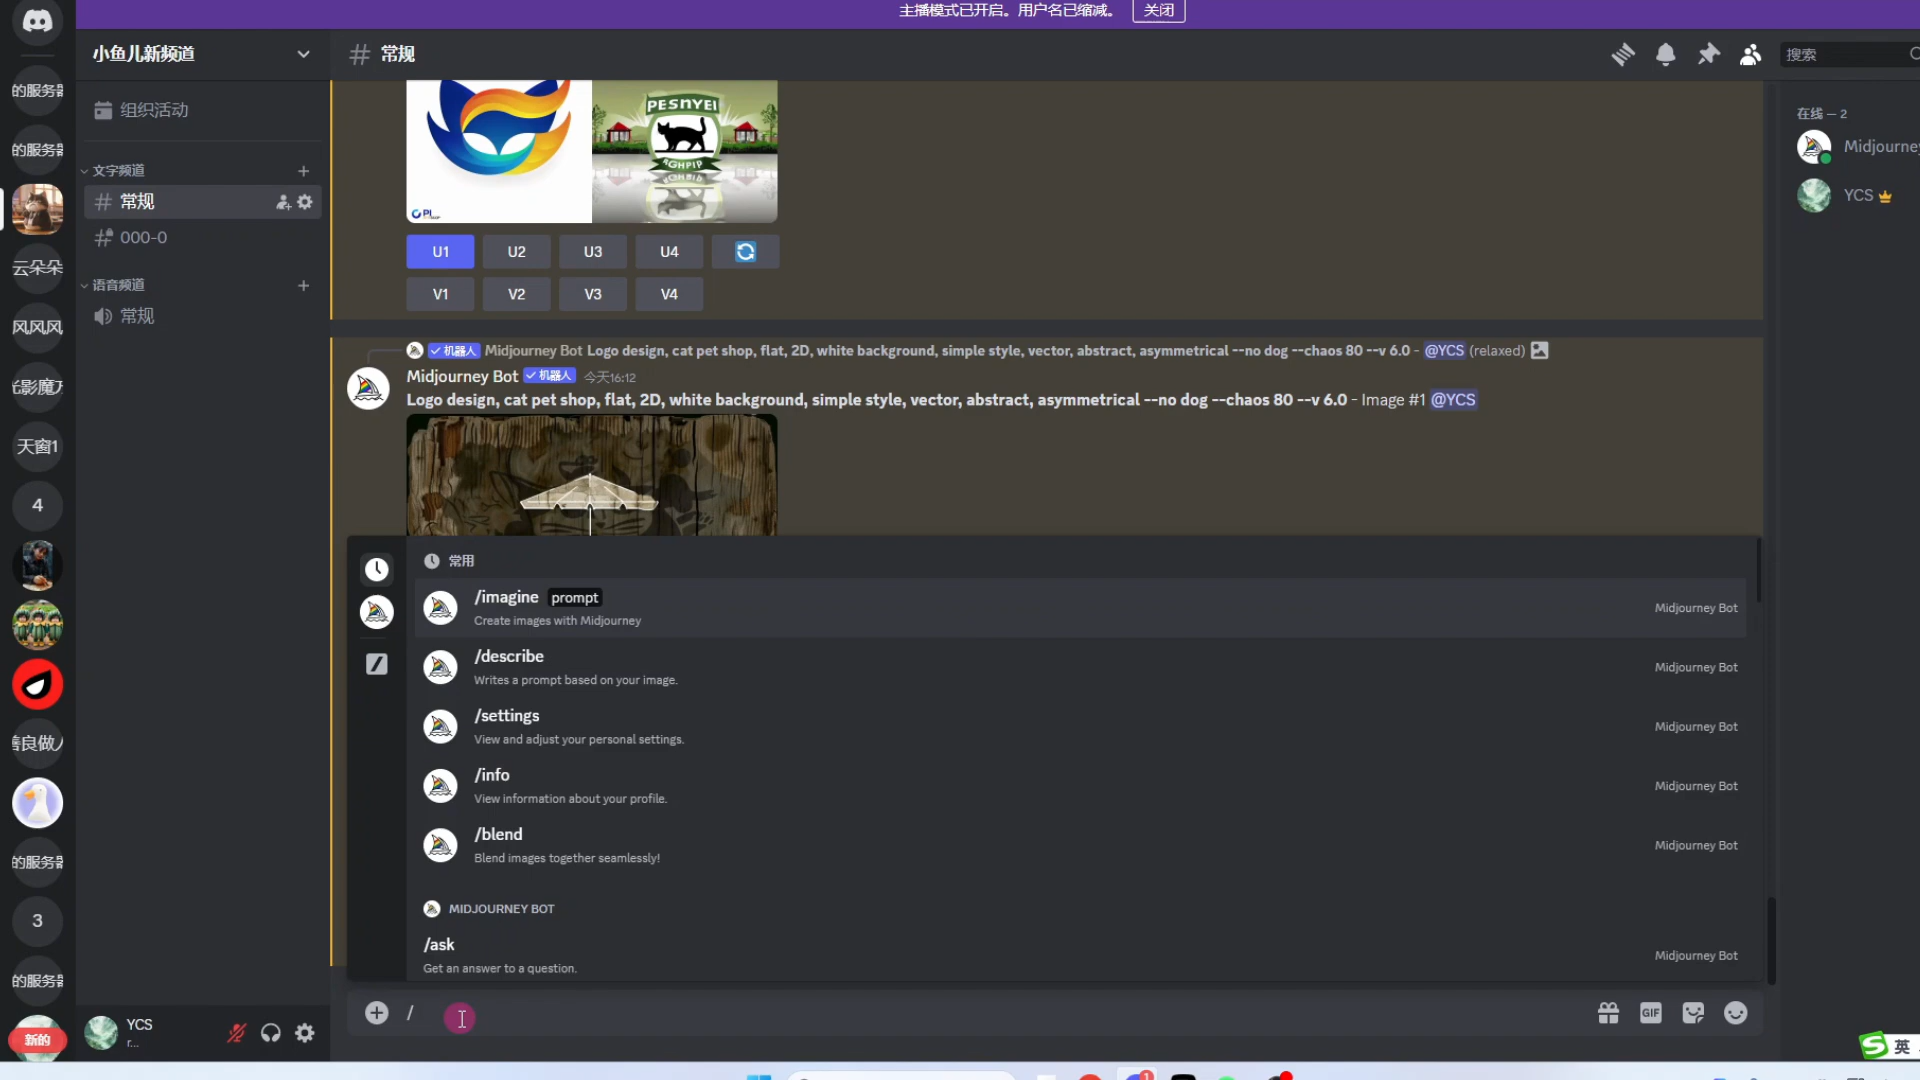 主播模式已开启。用户名已缩减。 关闭
小鱼儿新频道
常规
搜索
组织活动
文字频道
常规
000-0
语音频道
常规
的服务器
的服务器
云朵朵
风风风
光影魔方
天窗1
4
善良做人
的服务器
3
的服务器
新的
YCS
r...
PESNYEI
U1 U2 U3 U4
V1 V2 V3 V4
机器人 Midjourney Bot Logo design, cat pet shop, flat, 2D, white background, simple style, vector, abstract, asymmetrical --no dog --chaos 80 --v 6.0 - @YCS (relaxed)
Midjourney Bot 机器人 今天16:12
Logo design, cat pet shop, flat, 2D, white background, simple style, vector, abstract, asymmetrical --no dog --chaos 80 --v 6.0 - Image #1 @YCS
常用
/imagine prompt
Create images with Midjourney
Midjourney Bot
/describe
Writes a prompt based on your image.
Midjourney Bot
/settings
View and adjust your personal settings.
Midjourney Bot
/info
View information about your profile.
Midjourney Bot
/blend
Blend images together seamlessly!
Midjourney Bot
MIDJOURNEY BOT
/ask
Get an answer to a question.
Midjourney Bot
/
GIF
在线 — 2
Midjourney
YCS
英
1